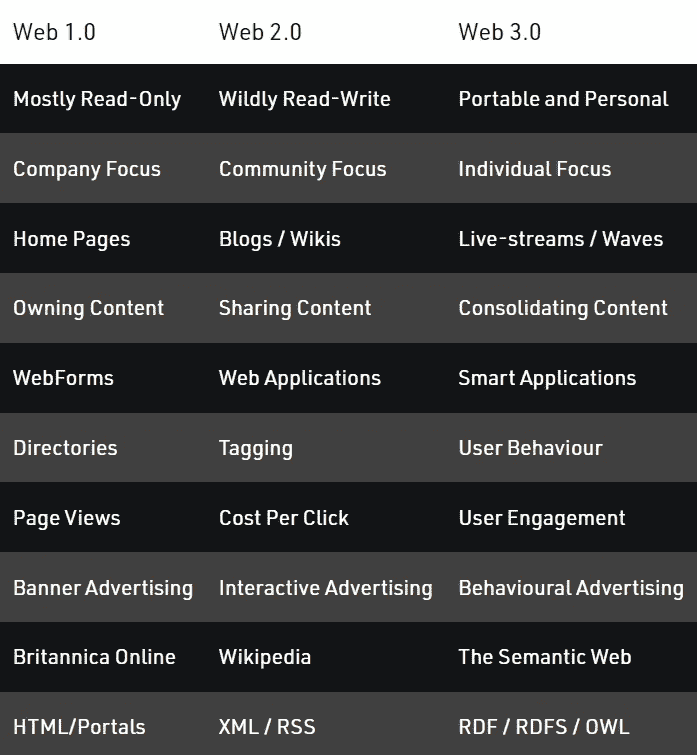 Web 1.0 Web 2.0 Web 3.0
Mostly Read-Only Wildly Read-Write Portable and Personal
Company Focus Community Focus Individual Focus
Home Pages Blogs / Wikis Live-streams / Waves
Owning Content Sharing Content Consolidating Content
WebForms Web Applications Smart Applications
Directories Tagging User Behaviour
Page Views Cost Per Click User Engagement
Banner Advertising Interactive Advertising Behavioural Advertising
Britannica Online Wikipedia The Semantic Web
HTML/Portals XML / RSS RDF / RDFS / OWL